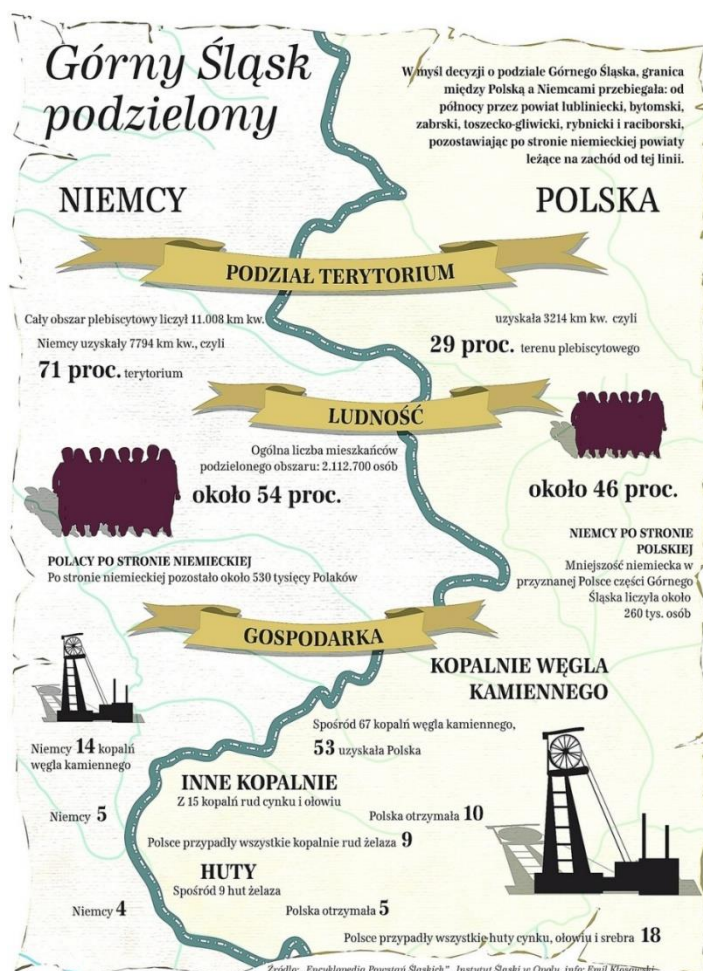 Górny Śląsk
podzielony
W myśl decyzji o podziale Górnego Śląska, granica
między Polską a Niemcami przebiegała: od
północy przez powiat lubliniecki, bytomski,
zabrski, toszecko-gliwicki, rybnicki i raciborski,
pozostawiając po stronie niemieckiej powiaty
leżące na zachód od tej linii.
NIEMCY
POLSKA
PODZIAŁ TERYTORIUM
Cały obszar plebiscytowy liczył 11.008 km kw.
Niemcy uzyskały 7794 km kw., czyli
71 proc. terytorium
uzyskała 3214 km kw. czyli
29 proc. terenu plebiscytowego
LUDNOŚĆ
Ogólna liczba mieszkańców
podzielonego obszaru: 2.112.700 osób
około 54 proc.
około 46 proc.
POLACY PO STRONIE NIEMIECKIEJ
Po stronie niemieckiej pozostało około 530 tysięcy Polaków
NIEMCY PO STRONIE
POLSKIEJ
Mniejszość niemiecka w
przyznanej Polsce części Górnego
Śląska liczyła około
260 tys. osób
GOSPODARKA
KOPALNIE WĘGLA
KAMIENNEGO
Spośród 67 kopalń węgla kamiennego,
53 uzyskała Polska
Niemcy 14 kopalń
węgla kamiennego
INNE KOPALNIE
Z 15 kopalń rud cynku i ołowiu
Niemcy 5
Polska otrzymała 10
Polsce przypadły wszystkie kopalnie rud żelaza 9
HUTY
Spośród 9 hut żelaza
Niemcy 4
Polska otrzymała 5
Polsce przypadły wszystkie huty cynku, ołowiu i srebra 18
Źródło: „Encyklopedia Powstań Śląskich", Instytut Śląski w Opolu, info: Emil